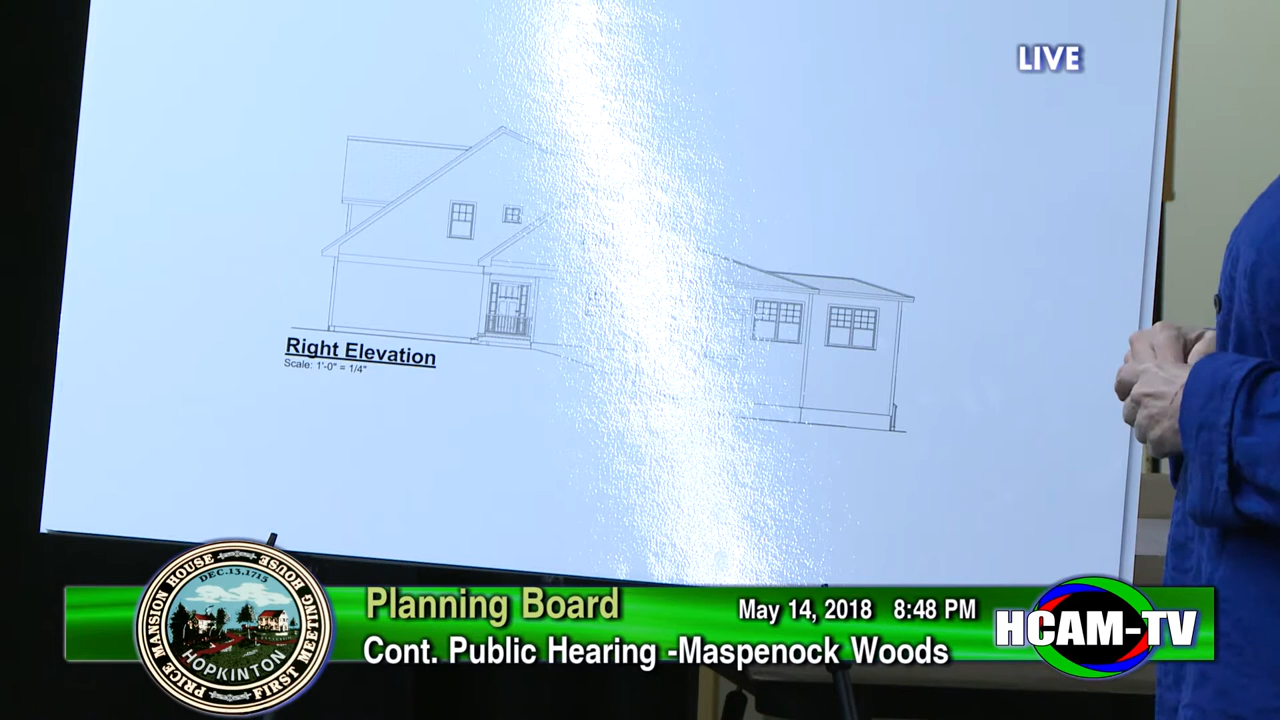 LIVE
Right Elevation
Scale: 1'-0" = 1/4"
PRICE MANSION HOUSE
FIRST MEETING HOUSE
DEC.13.1715
HOPKINTON
Planning Board
May 14, 2018 8:48 PM
Cont. Public Hearing -Maspenock Woods
HCAM-TV